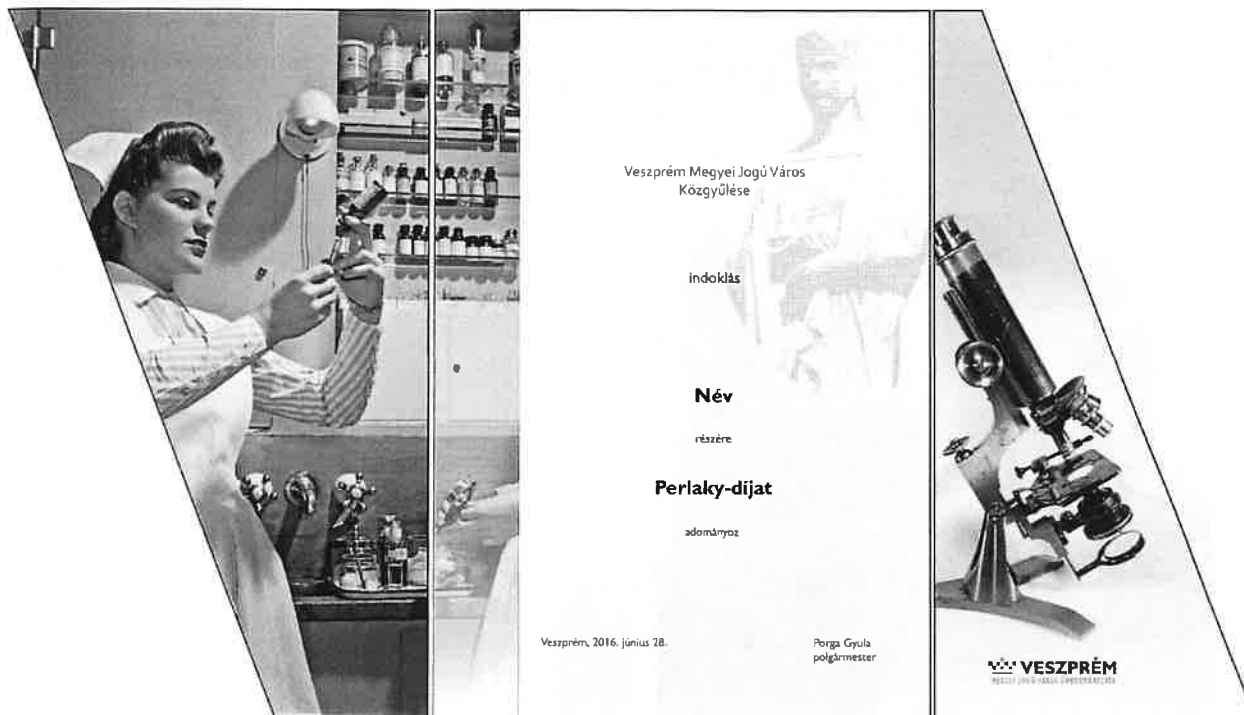 Veszprém Megyei Jogú Város
Közgyűlése
indoklás
Név
részére
Perlaky-díjat
adományoz
Veszprém, 2016. június 28.
Porga Gyula
polgármester
VESZPRÉM